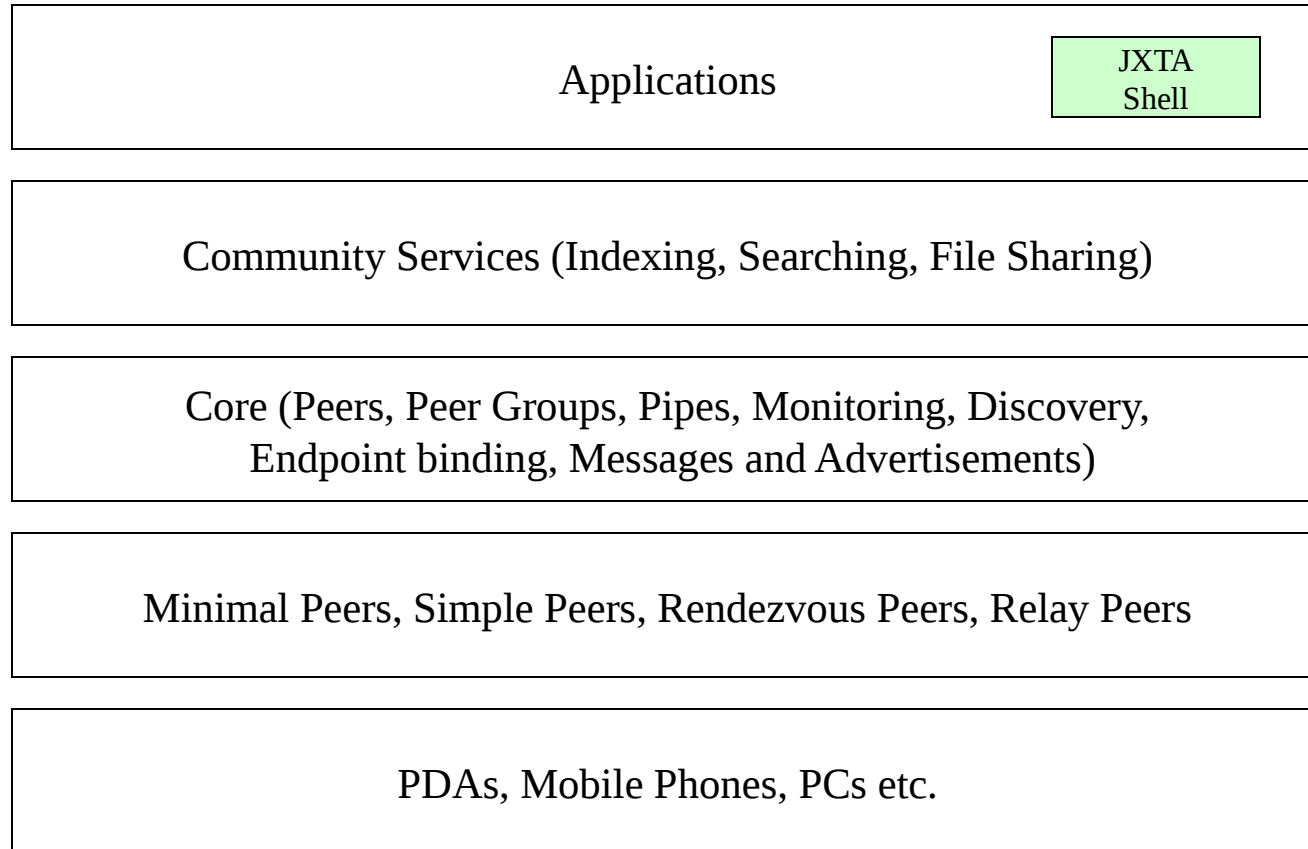 Applications
JXTA
Shell
Community Services (Indexing, Searching, File Sharing)
Core (Peers, Peer Groups, Pipes, Monitoring, Discovery,
Endpoint binding, Messages and Advertisements)
Minimal Peers, Simple Peers, Rendezvous Peers, Relay Peers
PDAs, Mobile Phones, PCs etc.